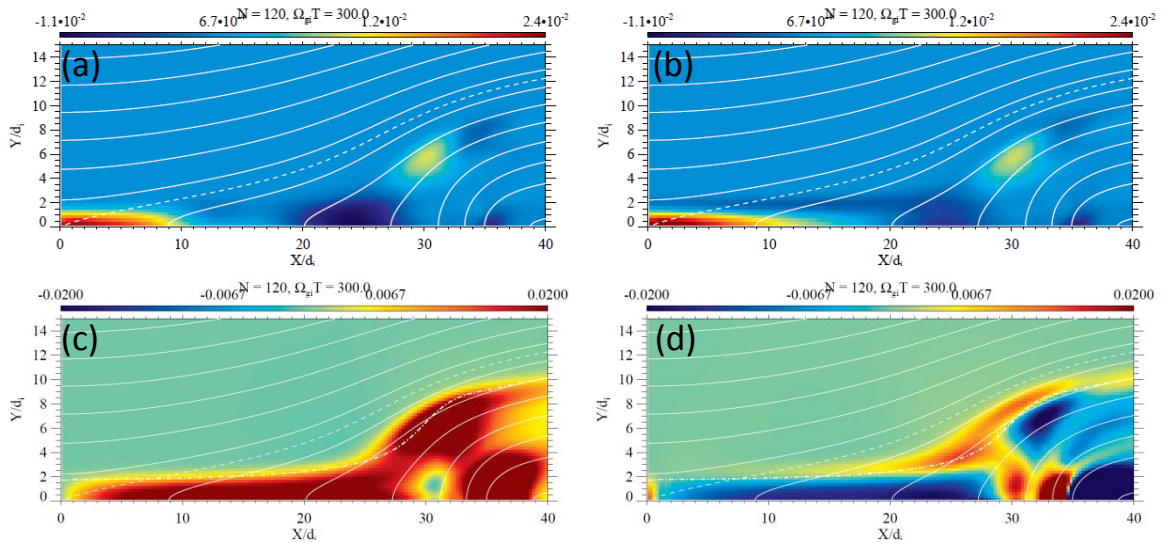 -1.1•10⁻² 6.7•10 N = 120, Ω_gi T = 300.0 1.2•10⁻² 2.4•10⁻²
(a)
14
12
10
8
6
4
2
0
Y/d_i
0 10 20 30 40
X/d_i
-1.1•10⁻² 6.7•10 N = 120, Ω_gi T = 300.0 1.2•10⁻² 2.4•10⁻²
(b)
14
12
10
8
6
4
2
0
Y/d_i
0 10 20 30 40
X/d_i
-0.0200 -0.0067 N = 120, Ω_gi T = 300.0 0.0067 0.0200
(c)
14
12
10
8
6
4
2
0
Y/d_i
0 10 20 30 40
X/d_i
-0.0200 -0.0067 N = 120, Ω_gi T = 300.0 0.0067 0.0200
(d)
14
12
10
8
6
4
2
0
Y/d_i
0 10 20 30 40
X/d_i